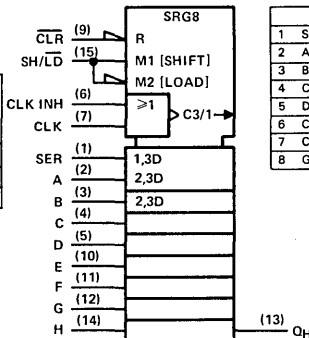 SRG8
C̅L̅R̅ (9) R
SH/L̅D̅ (15) M1 [SHIFT]
M2 [LOAD]
CLK INH (6) ≥1
CLK (7) C3/1→
SER (1) 1,3D
A (2) 2,3D
B (3) 2,3D
C (4)
D (5)
E (10)
F (11)
G (12)
H (14) (13) QH
1 S
2 A
3 B
4 C
5 D
6 C
7 C
8 G